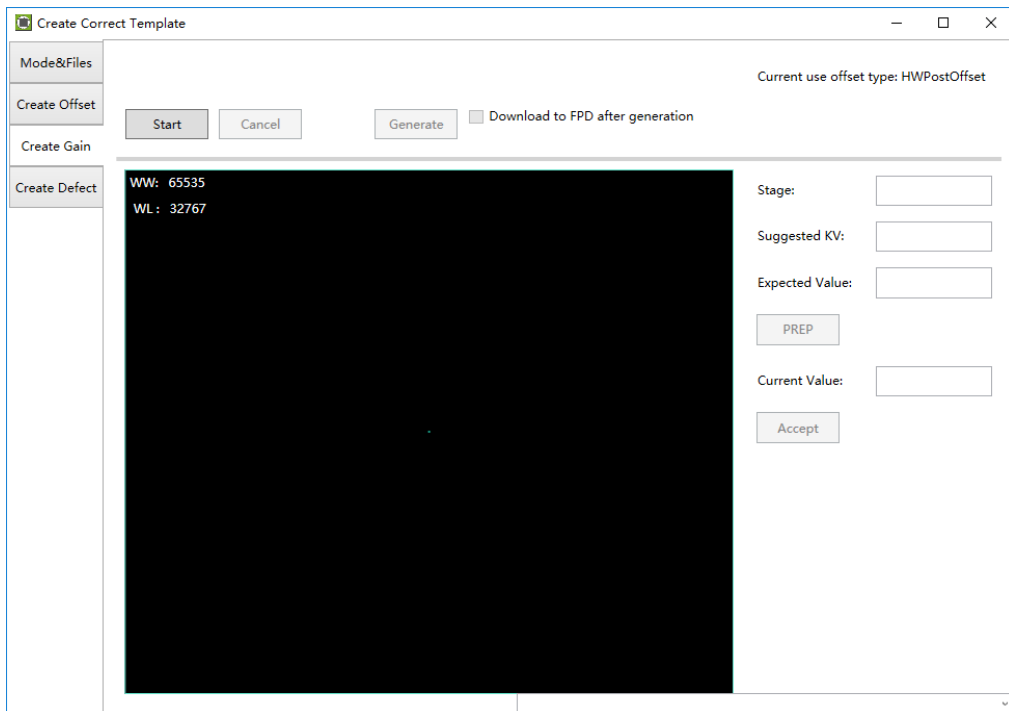 Create Correct Template
Mode&Files
Create Offset
Create Gain
Create Defect
Current use offset type: HWPostOffset
Start
Cancel
Generate
Download to FPD after generation
WW: 65535
WL: 32767
Stage:
Suggested KV:
Expected Value:
PREP
Current Value:
Accept